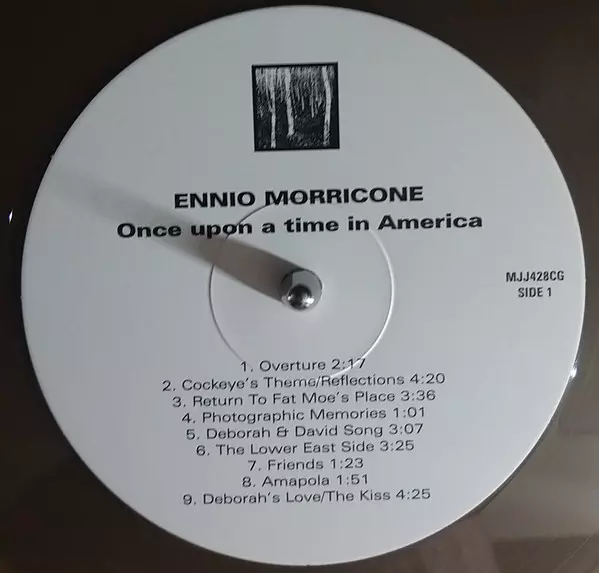 ENNIO MORRICONE
Once upon a time in America
MJJ428CG
SIDE 1
1. Overture 2:17
2. Cockeye's Theme/Reflections 4:20
3. Return To Fat Moe's Place 3:36
4. Photographic Memories 1:01
5. Deborah & David Song 3:07
6. The Lower East Side 3:25
7. Friends 1:23
8. Amapola 1:51
9. Deborah's Love/The Kiss 4:25